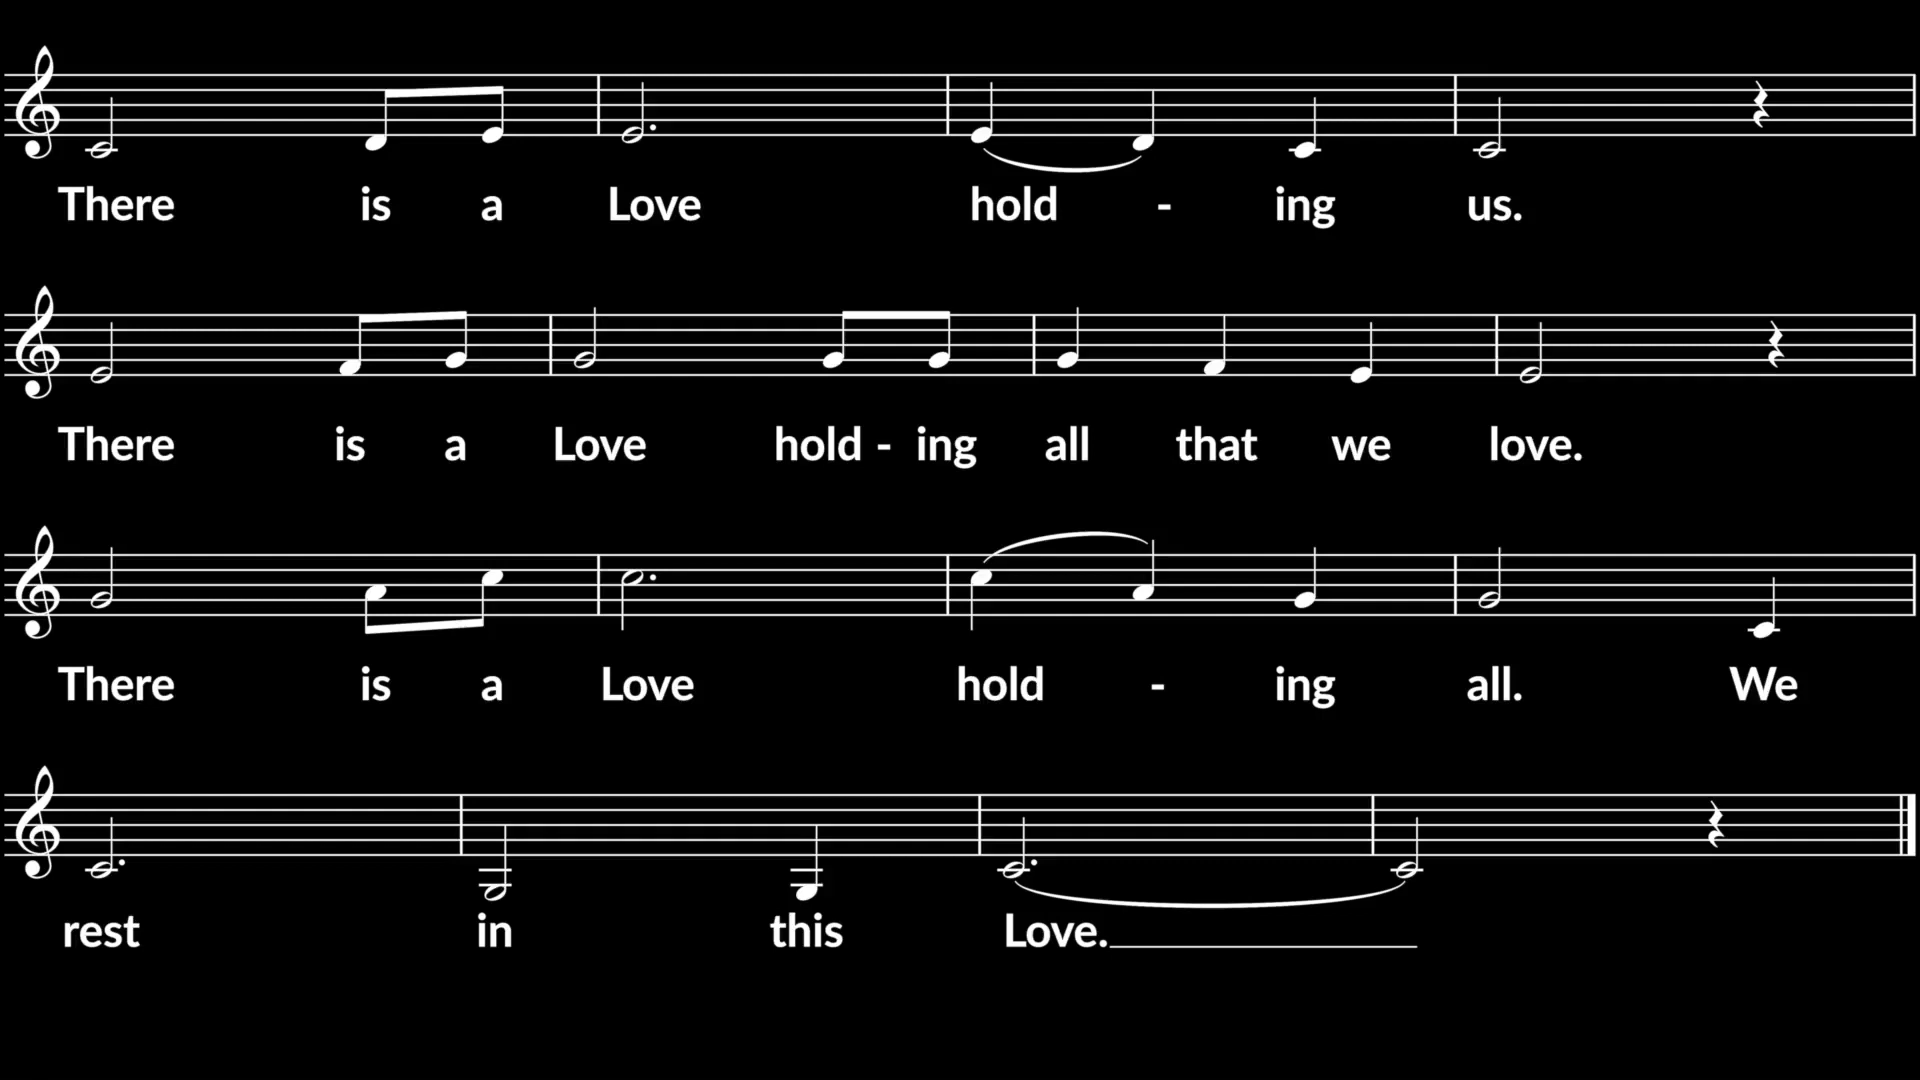 There is a Love hold - ing us.
There is a Love hold - ing all that we love.
There is a Love hold - ing all. We
rest in this Love.